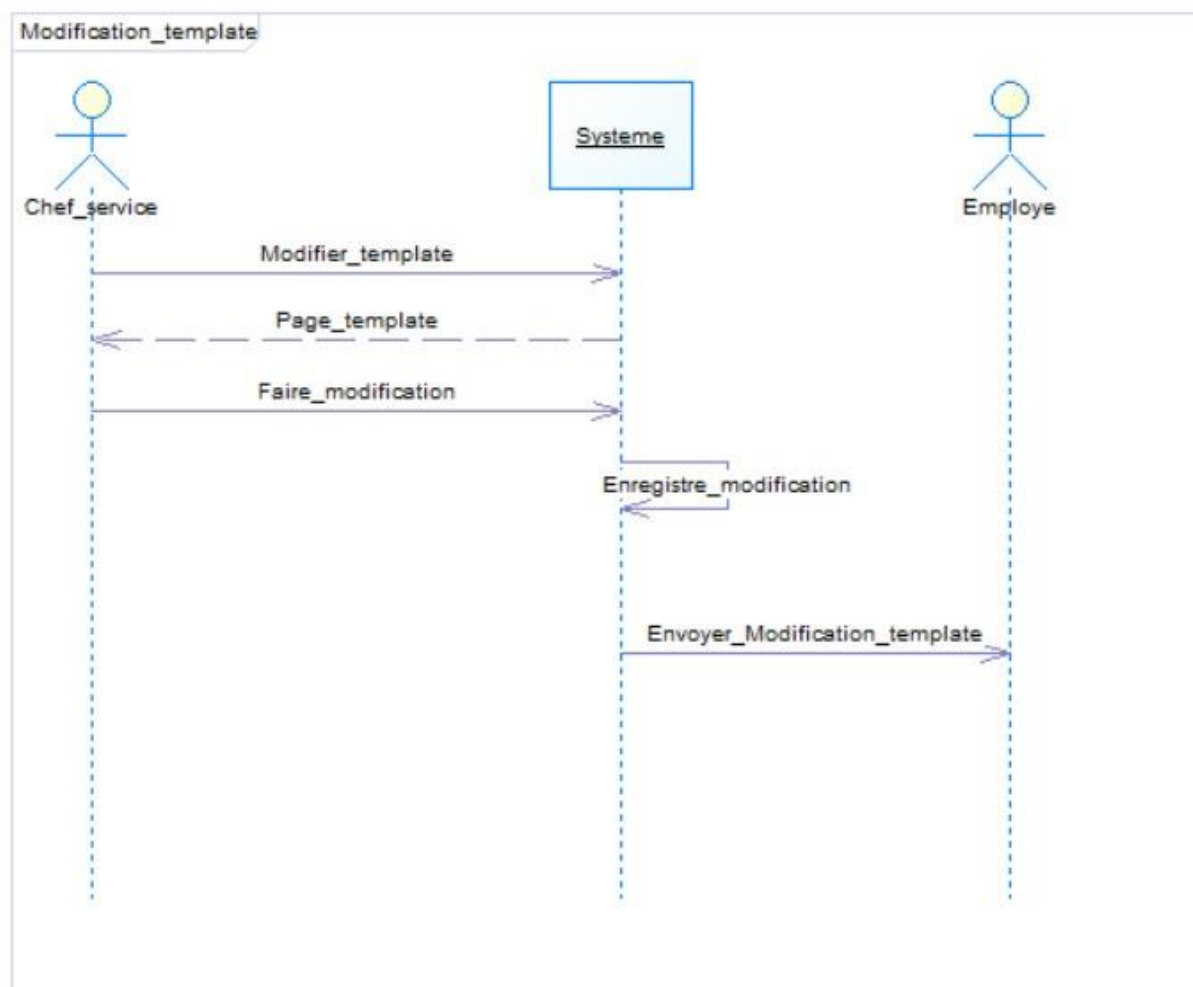 Modification_template
Systeme
Chef_service
Employe
Modifier_template
Page_template
Faire_modification
Enregistre_modification
Envoyer_Modification_template